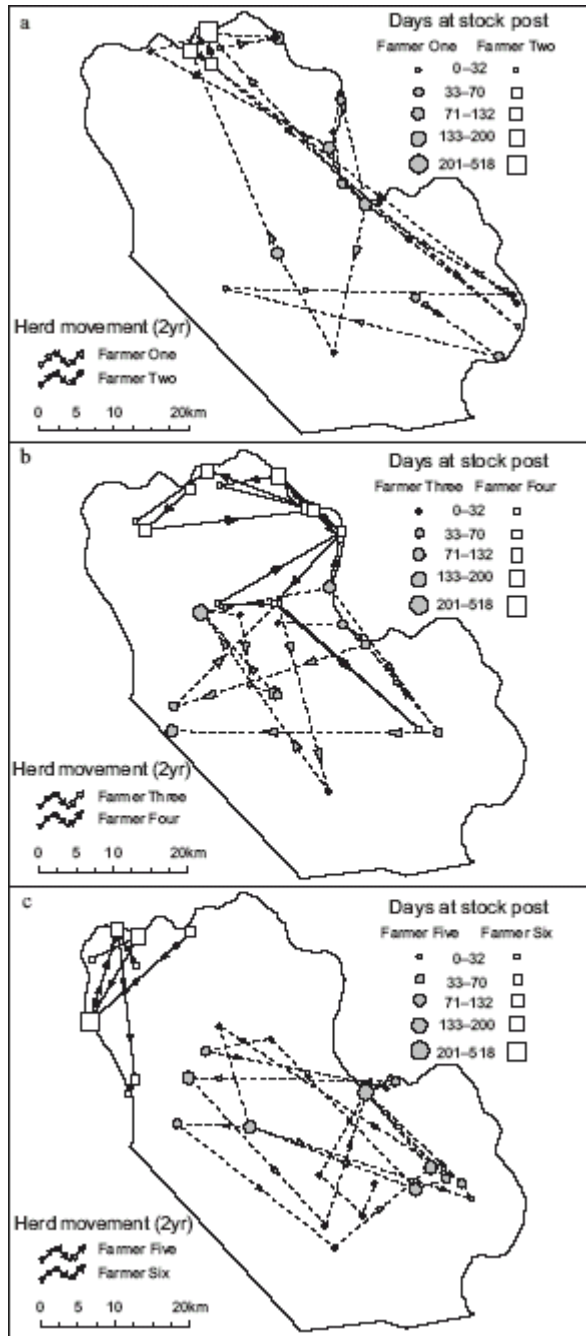 a
Days at stock post
Farmer One Farmer Two
0–32
33–70
71–132
133–200
201–518
Herd movement (2yr)
Farmer One
Farmer Two
0 5 10 20km
b
Days at stock post
Farmer Three Farmer Four
0–32
33–70
71–132
133–200
201–518
Herd movement (2yr)
Farmer Three
Farmer Four
0 5 10 20km
c
Days at stock post
Farmer Five Farmer Six
0–32
33–70
71–132
133–200
201–518
Herd movement (2yr)
Farmer Five
Farmer Six
0 5 10 20km